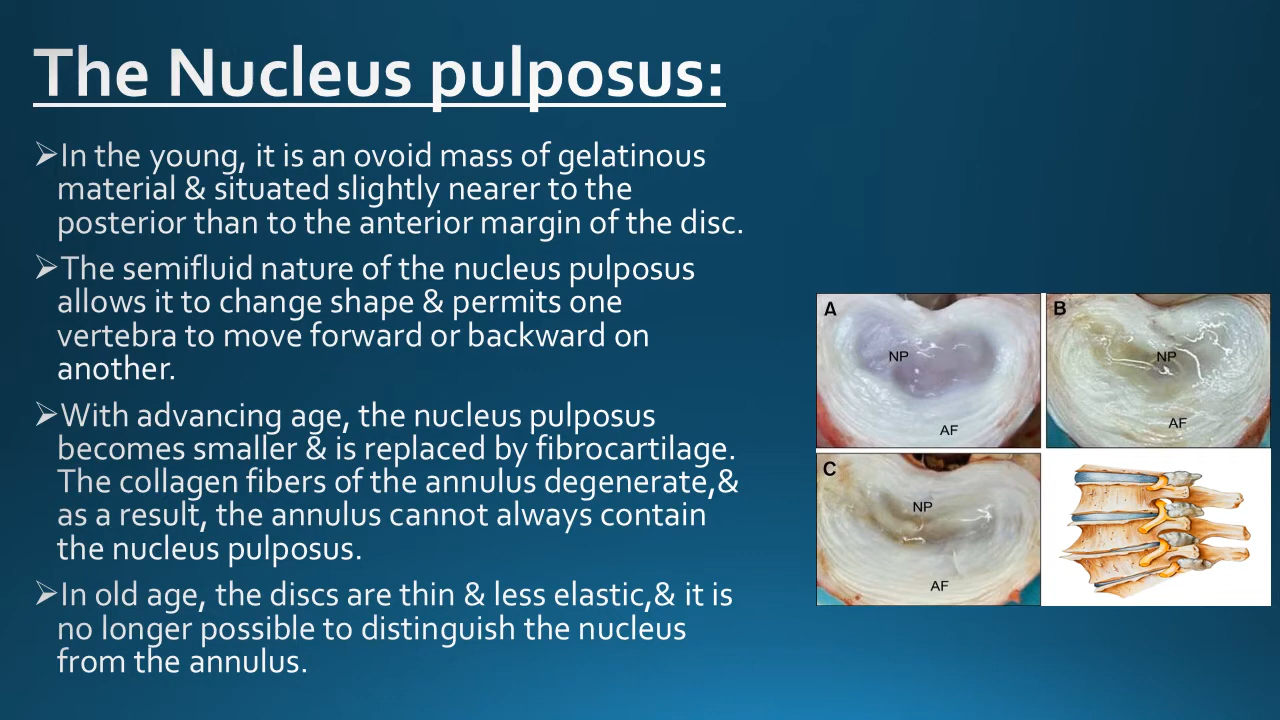 The Nucleus pulposus:
➢In the young, it is an ovoid mass of gelatinous
material & situated slightly nearer to the
posterior than to the anterior margin of the disc.
➢The semifluid nature of the nucleus pulposus
allows it to change shape & permits one
vertebra to move forward or backward on
another.
➢With advancing age, the nucleus pulposus
becomes smaller & is replaced by fibrocartilage.
The collagen fibers of the annulus degenerate,&
as a result, the annulus cannot always contain
the nucleus pulposus.
➢In old age, the discs are thin & less elastic,& it is
no longer possible to distinguish the nucleus
from the annulus.
A
NP
AF
B
NP
AF
C
NP
AF